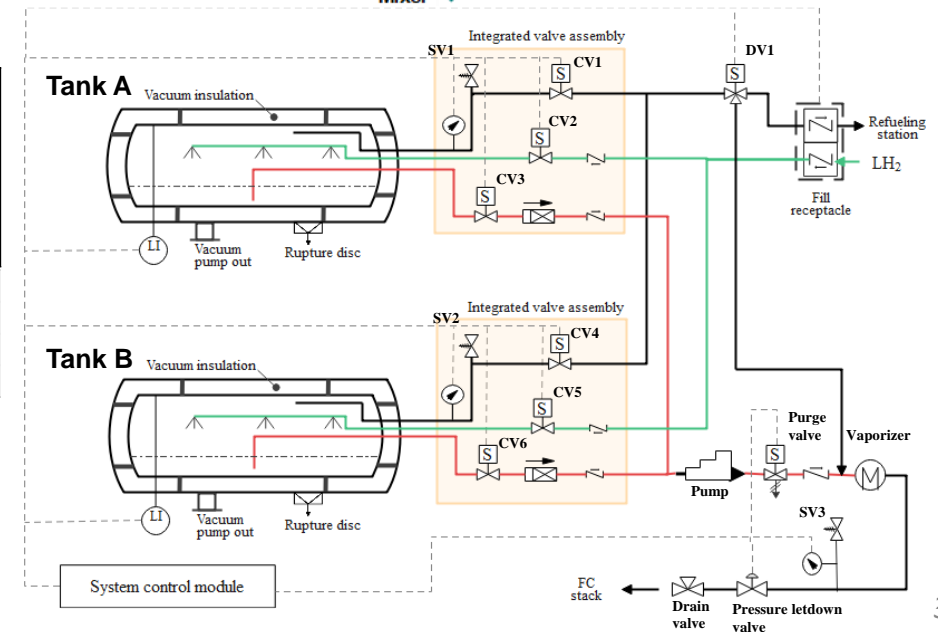 SV1
Integrated valve assembly
DV1
CV1
S
S
Tank A
Vacuum insulation
CV2
S
Refueling
station
LH2
CV3
S
Fill
receptacle
LI
Vacuum
pump out
Rupture disc
Integrated valve assembly
SV2
CV4
S
Tank B
Vacuum insulation
CV5
S
Purge
valve
Vaporizer
CV6
S
S
M
Pump
LI
Vacuum
pump out
Rupture disc
SV3
System control module
FC
stack
Drain
valve
Pressure letdown
valve